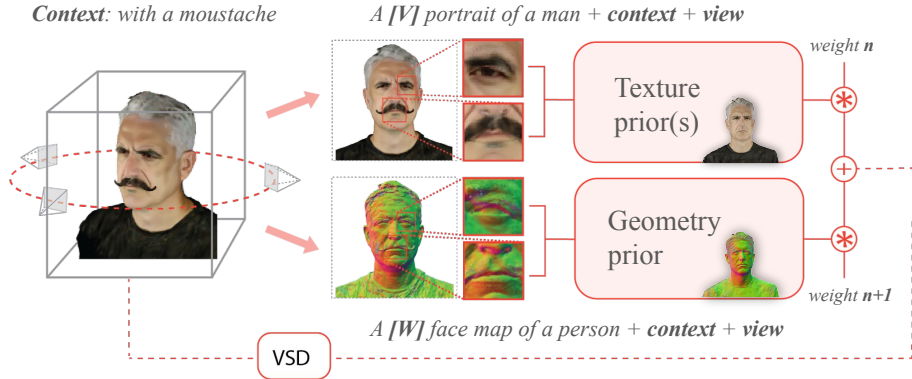 Context: with a moustache
A [V] portrait of a man + context + view
weight n
Texture
prior(s)
*
+
Geometry
prior
*
weight n+1
A [W] face map of a person + context + view
VSD